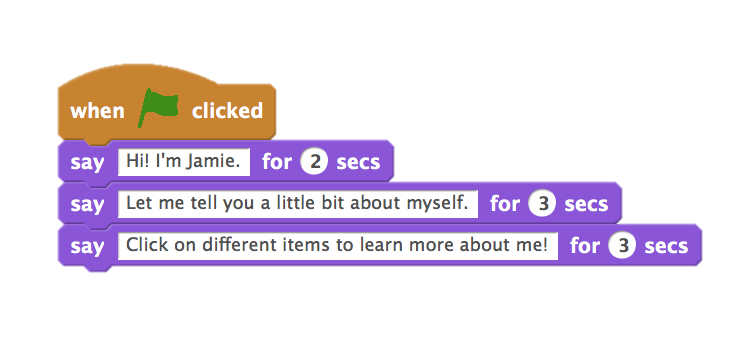 when clicked
say Hi! I'm Jamie. for 2 secs
say Let me tell you a little bit about myself. for 3 secs
say Click on different items to learn more about me! for 3 secs